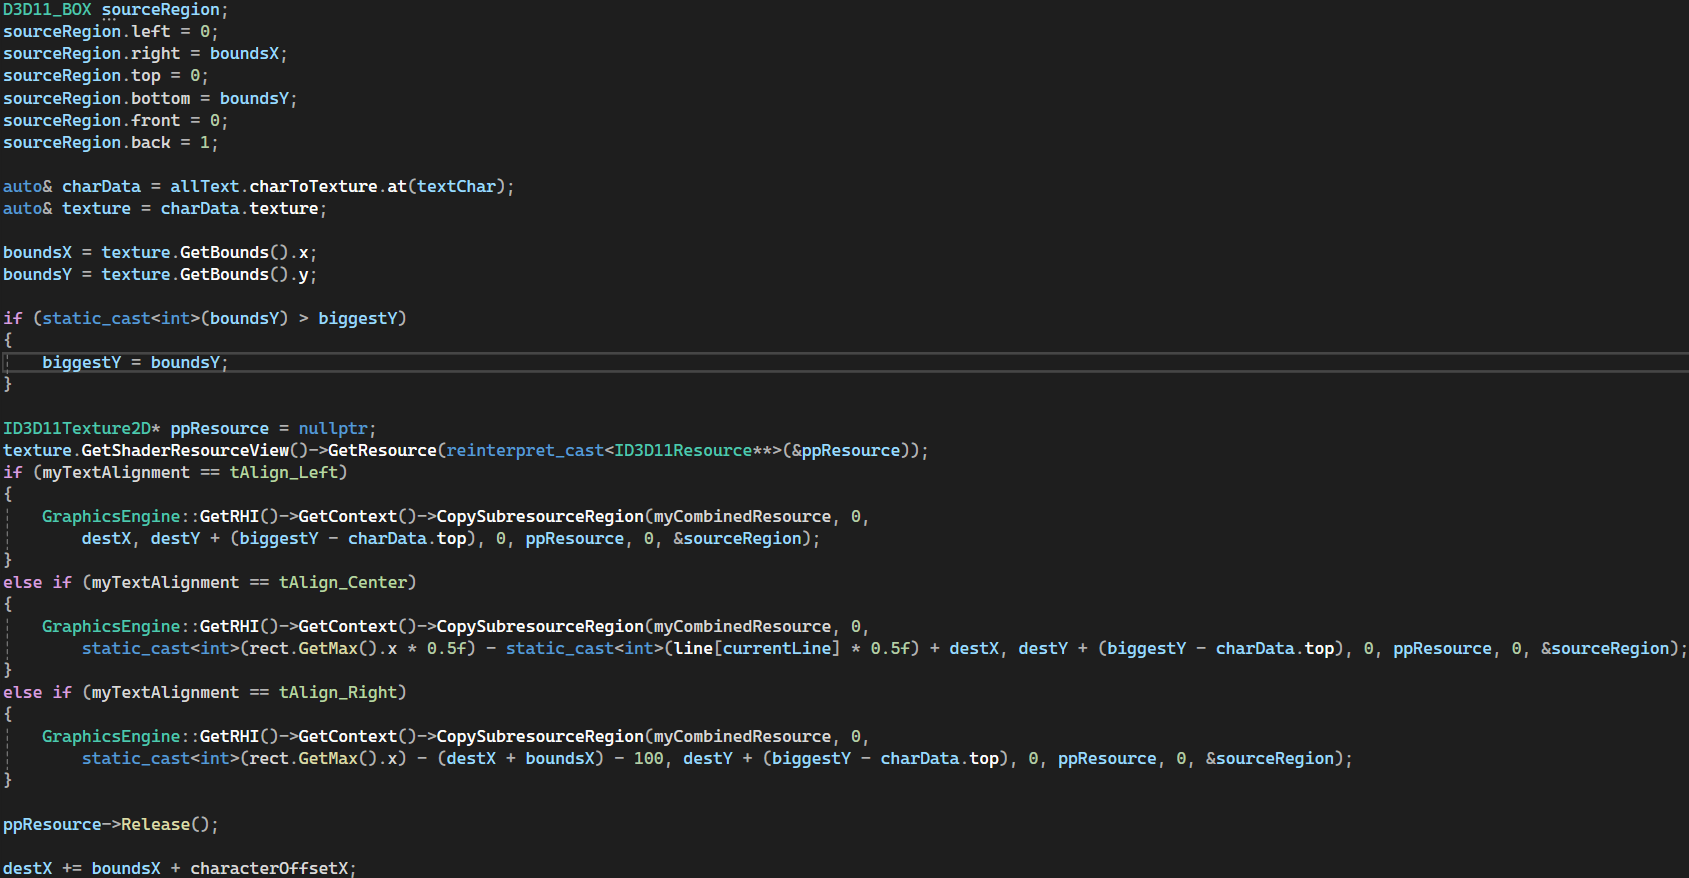 D3D11_BOX sourceRegion;
sourceRegion.left = 0;
sourceRegion.right = boundsX;
sourceRegion.top = 0;
sourceRegion.bottom = boundsY;
sourceRegion.front = 0;
sourceRegion.back = 1;
auto& charData = allText.charToTexture.at(textChar);
auto& texture = charData.texture;
boundsX = texture.GetBounds().x;
boundsY = texture.GetBounds().y;
if (static_cast<int>(boundsY) > biggestY)
{
biggestY = boundsY;
}
ID3D11Texture2D* ppResource = nullptr;
texture.GetShaderResourceView()->GetResource(reinterpret_cast<ID3D11Resource**>(&ppResource));
if (myTextAlignment == tAlign_Left)
{
GraphicsEngine::GetRHI()->GetContext()->CopySubresourceRegion(myCombinedResource, 0,
destX, destY + (biggestY - charData.top), 0, ppResource, 0, &sourceRegion);
}
else if (myTextAlignment == tAlign_Center)
{
GraphicsEngine::GetRHI()->GetContext()->CopySubresourceRegion(myCombinedResource, 0,
static_cast<int>(rect.GetMax().x * 0.5f) - static_cast<int>(line[currentLine] * 0.5f) + destX, destY + (biggestY - charData.top), 0, ppResource, 0, &sourceRegion);
}
else if (myTextAlignment == tAlign_Right)
{
GraphicsEngine::GetRHI()->GetContext()->CopySubresourceRegion(myCombinedResource, 0,
static_cast<int>(rect.GetMax().x) - (destX + boundsX) - 100, destY + (biggestY - charData.top), 0, ppResource, 0, &sourceRegion);
}
ppResource->Release();
destX += boundsX + characterOffsetX;